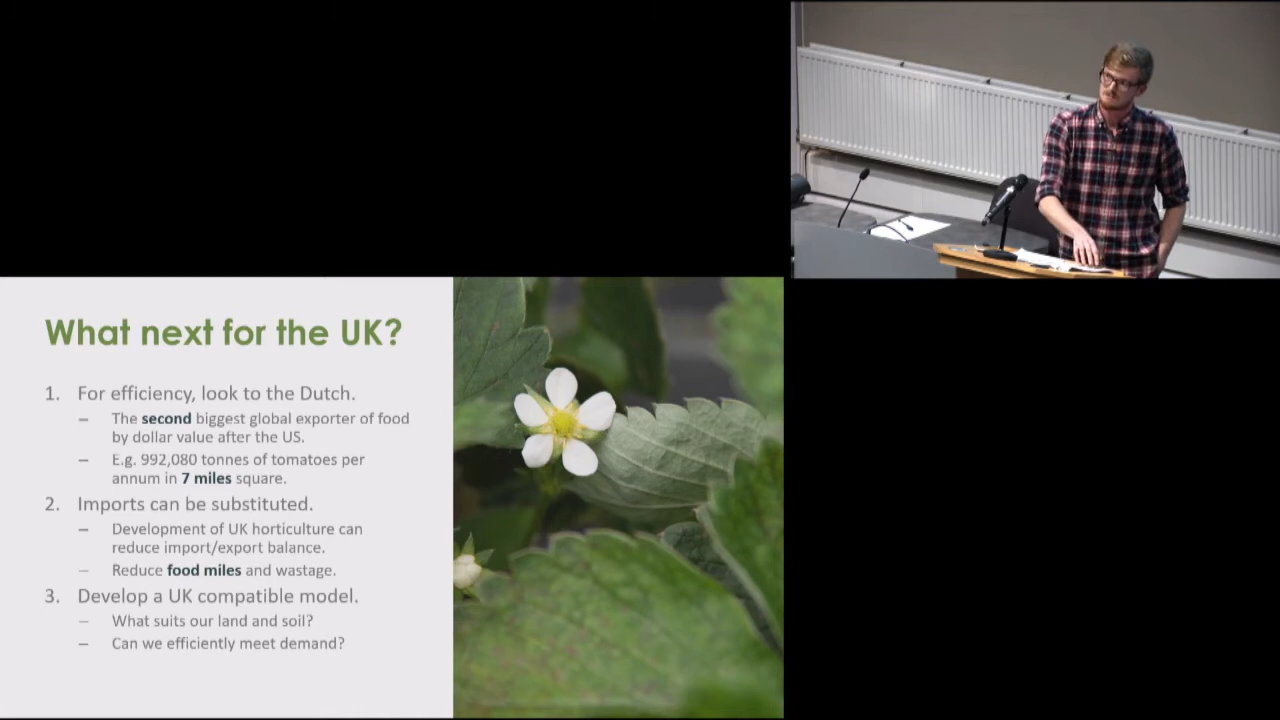 What next for the UK?
1. For efficiency, look to the Dutch.
– The second biggest global exporter of food
by dollar value after the US.
– E.g. 992,080 tonnes of tomatoes per
annum in 7 miles square.
2. Imports can be substituted.
– Development of UK horticulture can
reduce import/export balance.
– Reduce food miles and wastage.
3. Develop a UK compatible model.
– What suits our land and soil?
– Can we efficiently meet demand?